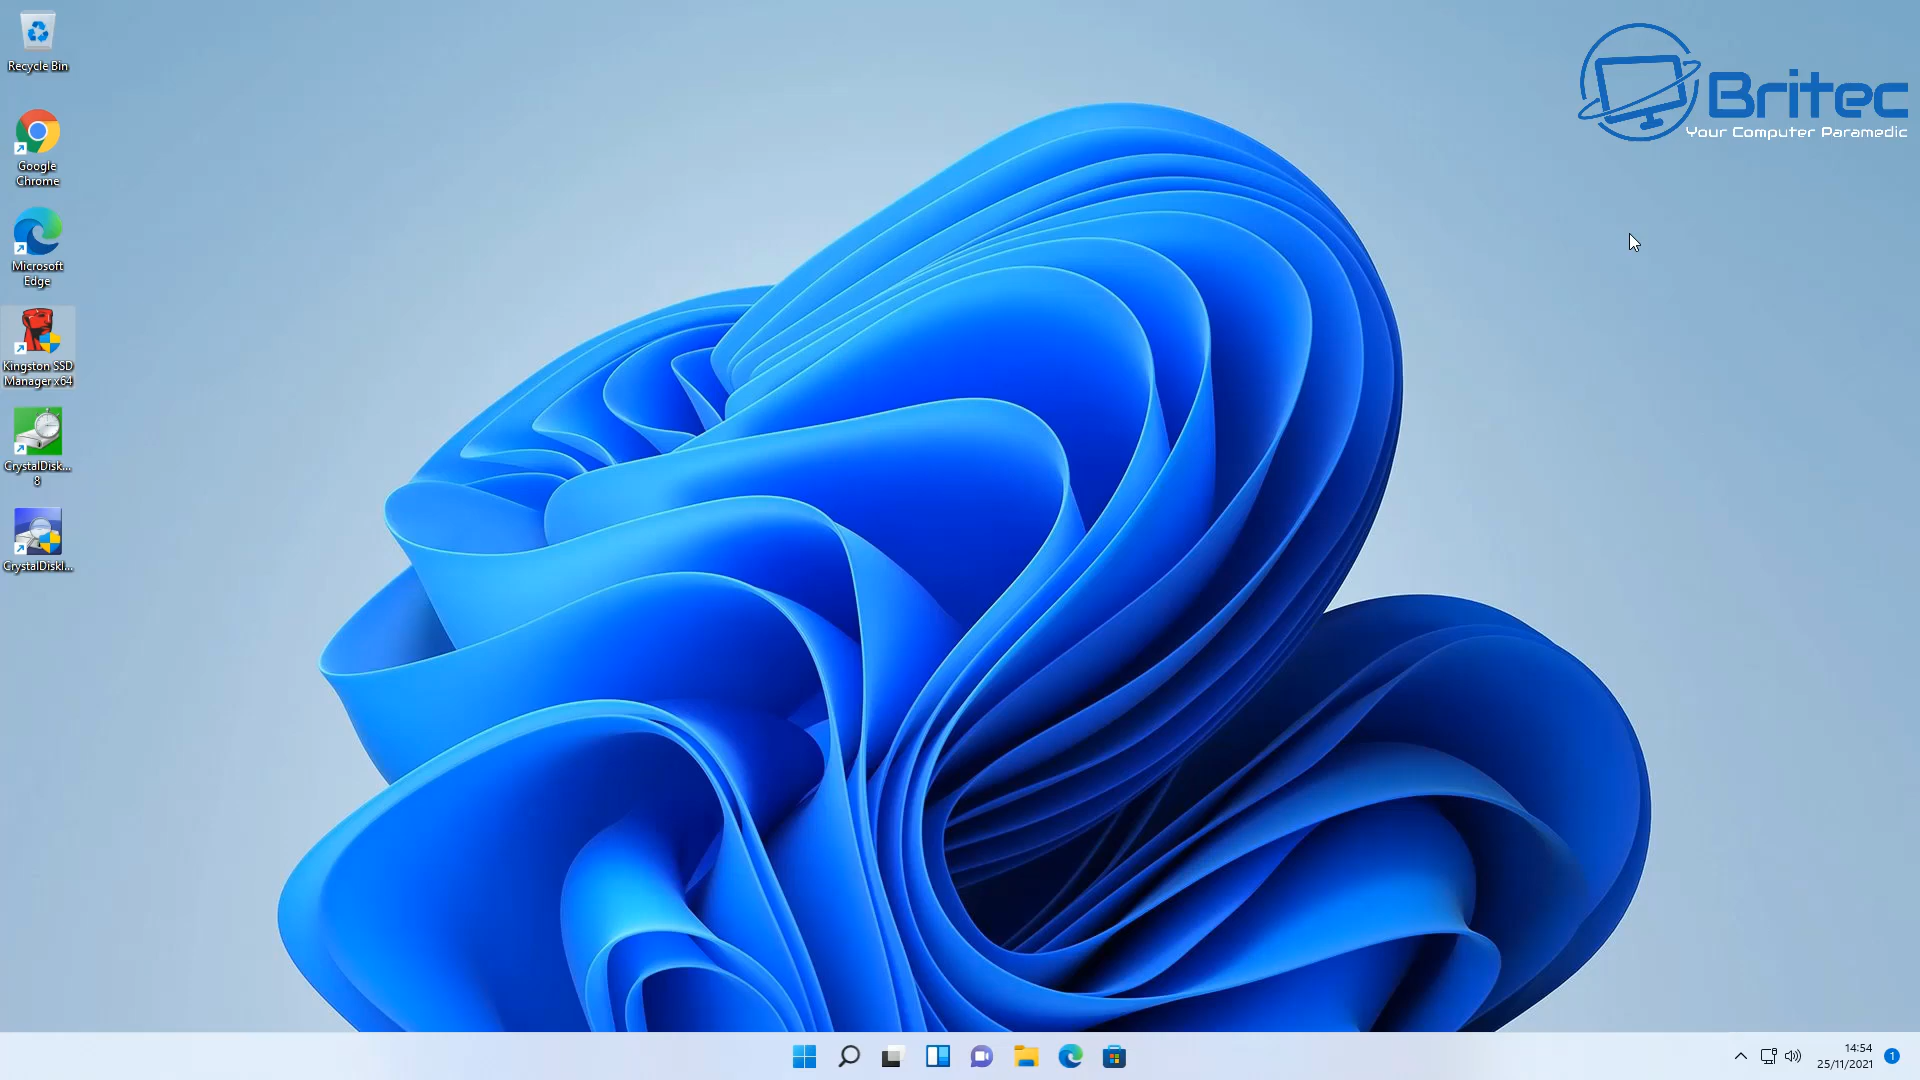 Recycle Bin
Google
Chrome
Microsoft
Edge
Kingston SSD
Manager x64
CrystalDisk...
8
CrystalDiskI...
Britec
Your Computer Paramedic
14:54
25/11/2021
1